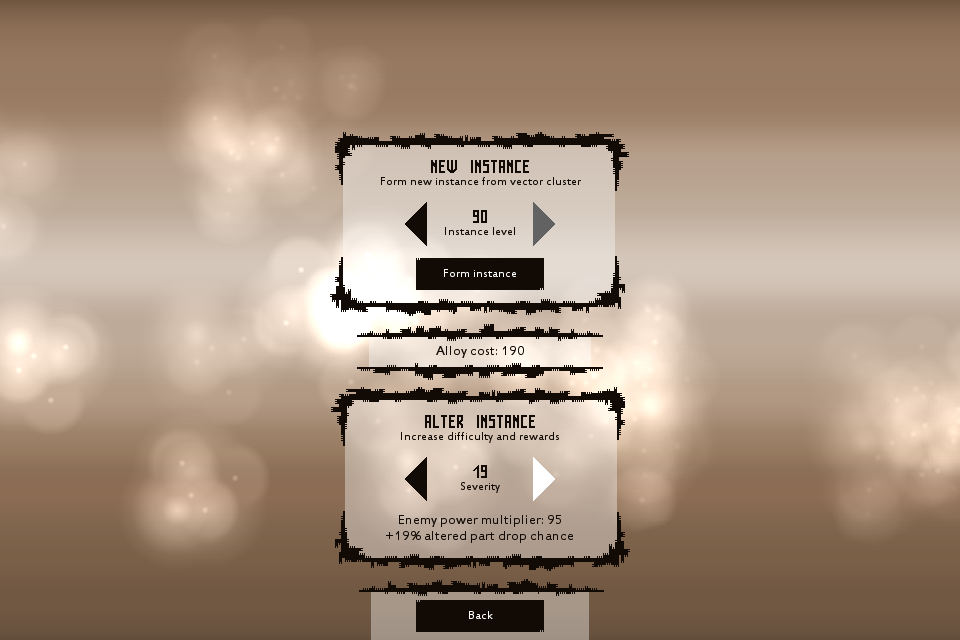 NEW INSTANCE
Form new instance from vector cluster
90
Instance level
Form instance
Alloy cost: 190
ALTER INSTANCE
Increase difficulty and rewards
19
Severity
Enemy power multiplier: 95
+19% altered part drop chance
Back